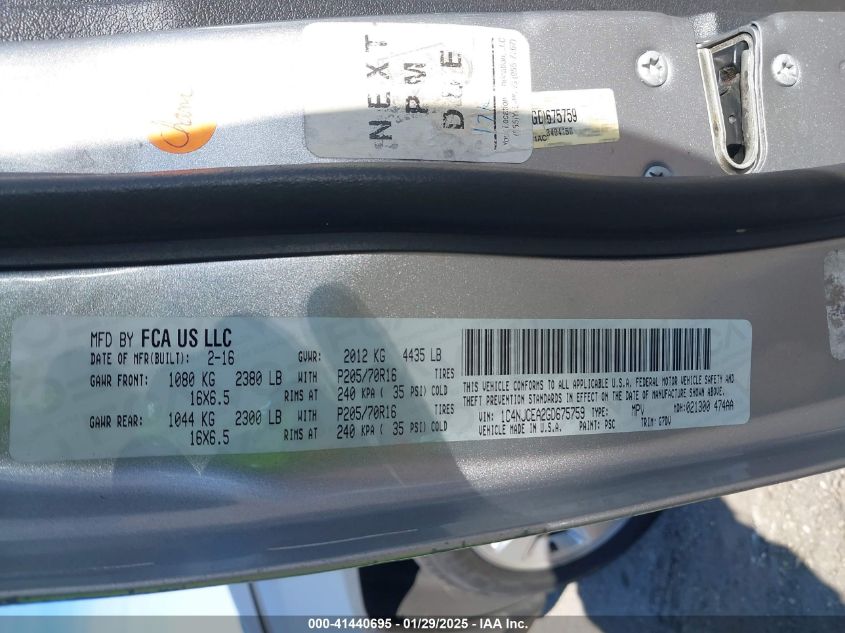 NEXT
PM
DUE
GD675759
MFD BY FCA US LLC
DATE OF MFR(BUILT): 2-16 GVWR: 2012 KG 4435 LB
GAWR FRONT: 1080 KG 2380 LB WITH P205/70R16 TIRES
16X6.5 RIMS AT 240 KPA ( 35 PSI) COLD
GAWR REAR: 1044 KG 2300 LB WITH P205/70R16 TIRES
16X6.5 RIMS AT 240 KPA ( 35 PSI) COLD
THIS VEHICLE CONFORMS TO ALL APPLICABLE U.S.A. FEDERAL MOTOR VEHICLE SAFETY AND
THEFT PREVENTION STANDARDS IN EFFECT ON THE DATE OF MANUFACTURE SHOWN ABOVE.
VIN: 1C4NJCEA2GD675759 TYPE: MPV MDH: 021300 474AA
VEHICLE MADE IN U.S.A. PAINT: PSC TRIM: G7DV
000-41440695 - 01/29/2025 - IAA Inc.